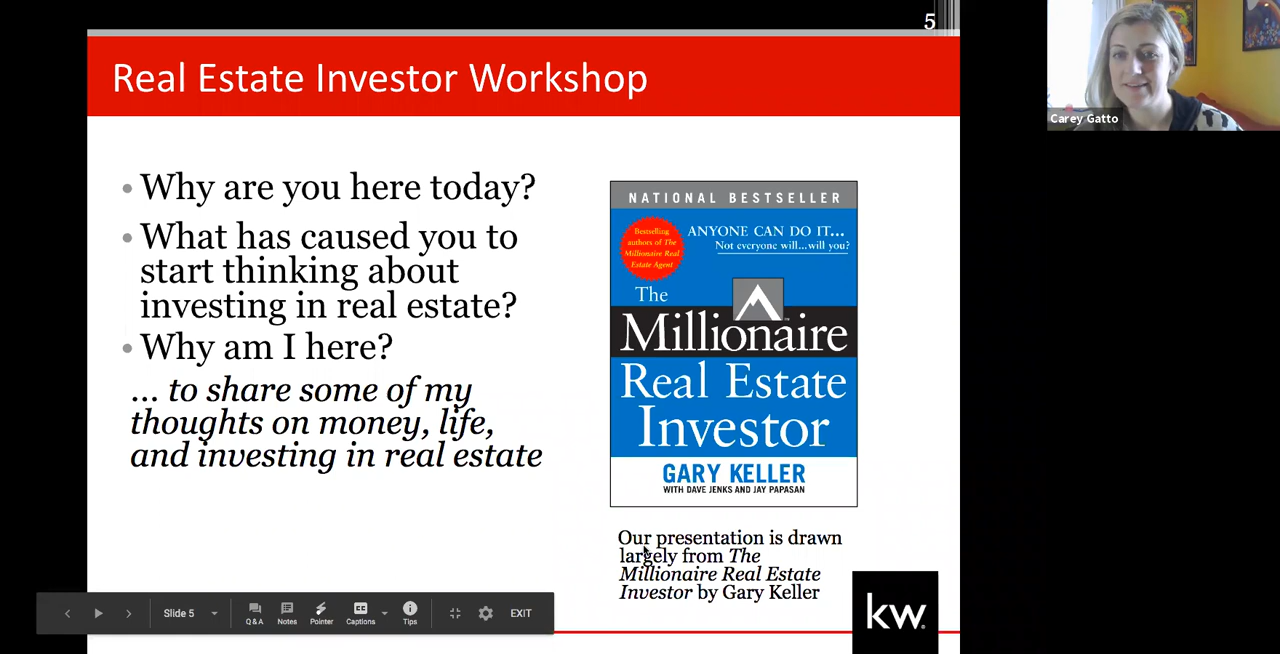 5
Real Estate Investor Workshop
Carey Gatto
• Why are you here today?
• What has caused you to
start thinking about
investing in real estate?
• Why am I here?
... to share some of my
thoughts on money, life,
and investing in real estate
NATIONAL BESTSELLER
Bestselling
authors of The
Millionaire Real
Estate Agent
ANYONE CAN DO IT...
Not everyone will...will you?
The
Millionaire
Real Estate
Investor
GARY KELLER
WITH DAVE JENKS AND JAY PAPASAN
Our presentation is drawn
largely from The
Millionaire Real Estate
Investor by Gary Keller
kw.
Slide 5
Q&A
Notes
Pointer
Captions
CC
Tips
EXIT